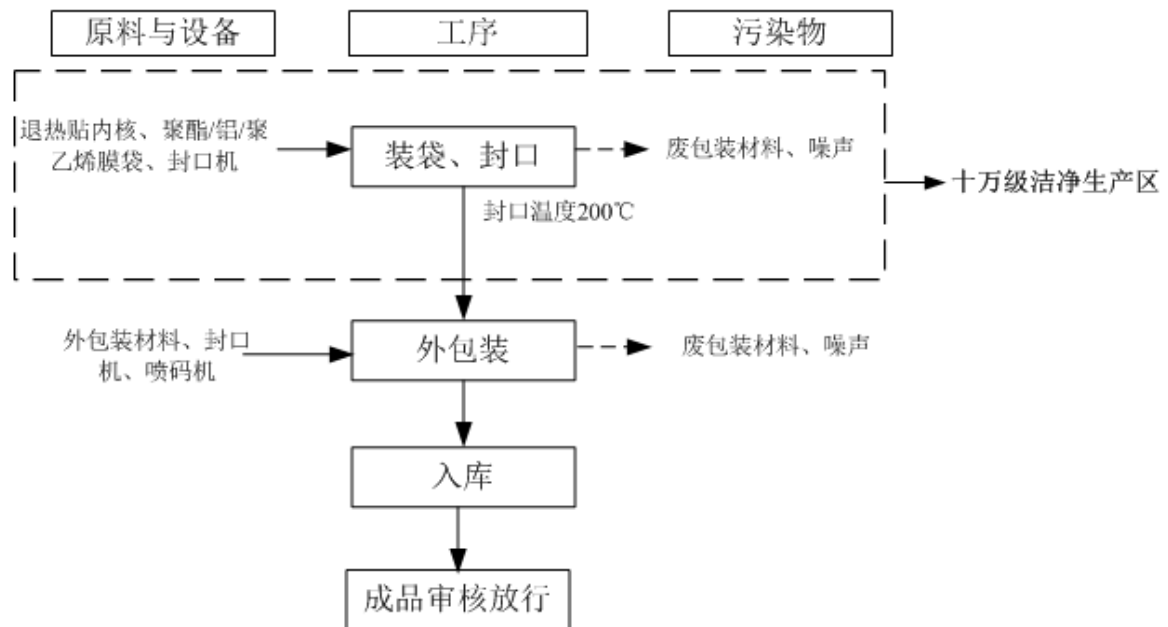 原料与设备
工序
污染物
退热贴内核、聚酯/铝/聚
乙烯膜袋、封口机
装袋、封口
废包装材料、噪声
十万级洁净生产区
封口温度200℃
外包装材料、封口
机、喷码机
外包装
废包装材料、噪声
入库
成品审核放行